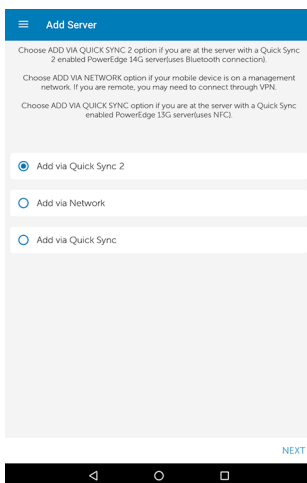 Add Server
Choose ADD VIA QUICK SYNC 2 option if you are at the server with a Quick Sync
2 enabled PowerEdge 14G server(uses Bluetooth connection).
Choose ADD VIA NETWORK option if your mobile device is on a management
network. If you are remote, you may need to connect through VPN.
Choose ADD VIA QUICK SYNC option if you are at the server with a Quick Sync
enabled PowerEdge 13G server(uses NFC).
Add via Quick Sync 2
Add via Network
Add via Quick Sync
NEXT